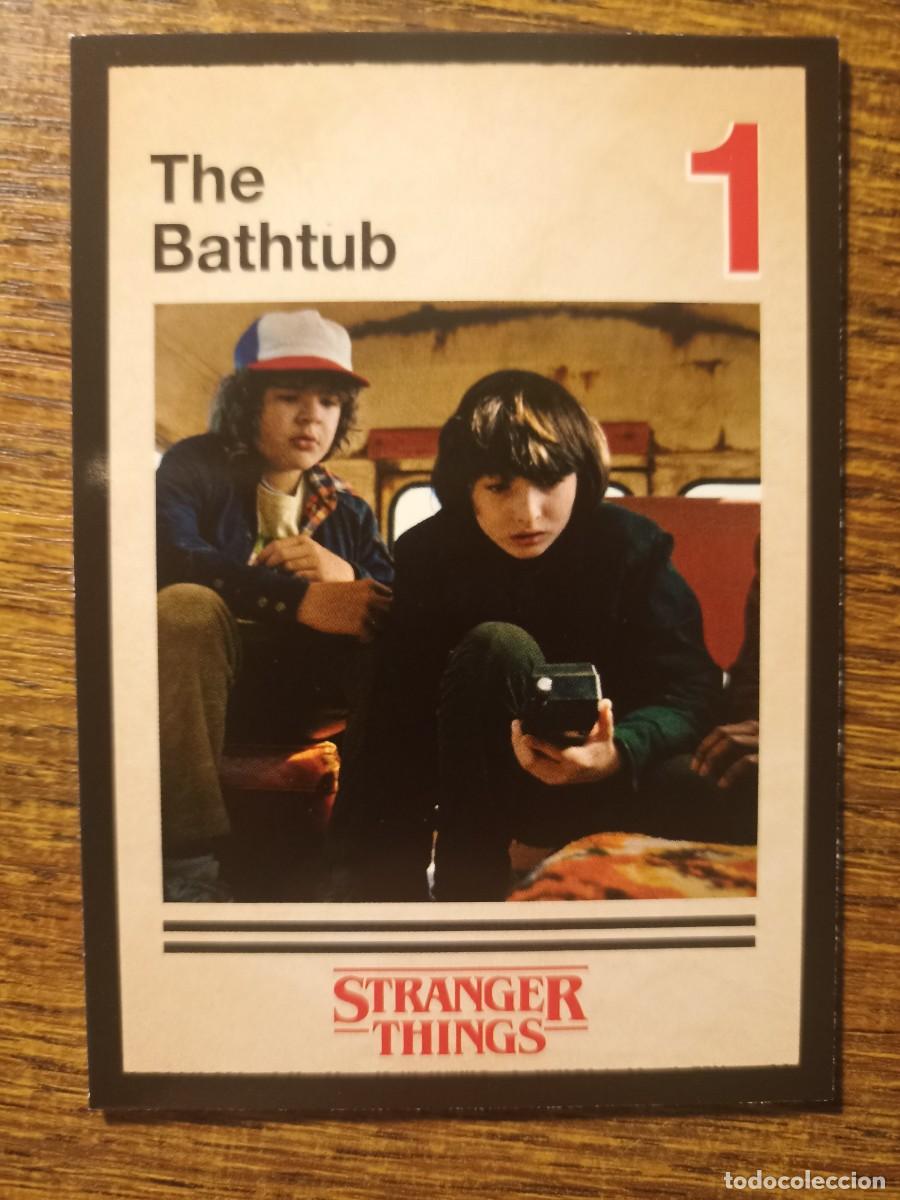 The
Bathtub
1
STRANGER
THINGS
todocoleccion